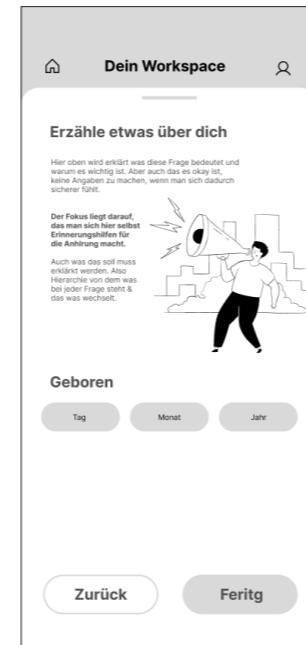 Dein Workspace
Erzähle etwas über dich
Hier oben wird erklärt was diese Frage bedeutet und
warum es wichtig ist. Aber auch das es okay ist,
keine Angaben zu machen, wenn man sich dadurch
sicherer fühlt.
Der Fokus liegt darauf,
das man sich hier selbst
Erinnerungshilfen für
die Anhlrung macht.
Auch was das soll muss
erklärkt werden. Also
Hierarchie von dem was
bei jeder Frage steht &
das was wechselt.
Geboren
Tag Monat Jahr
Zurück Feritg